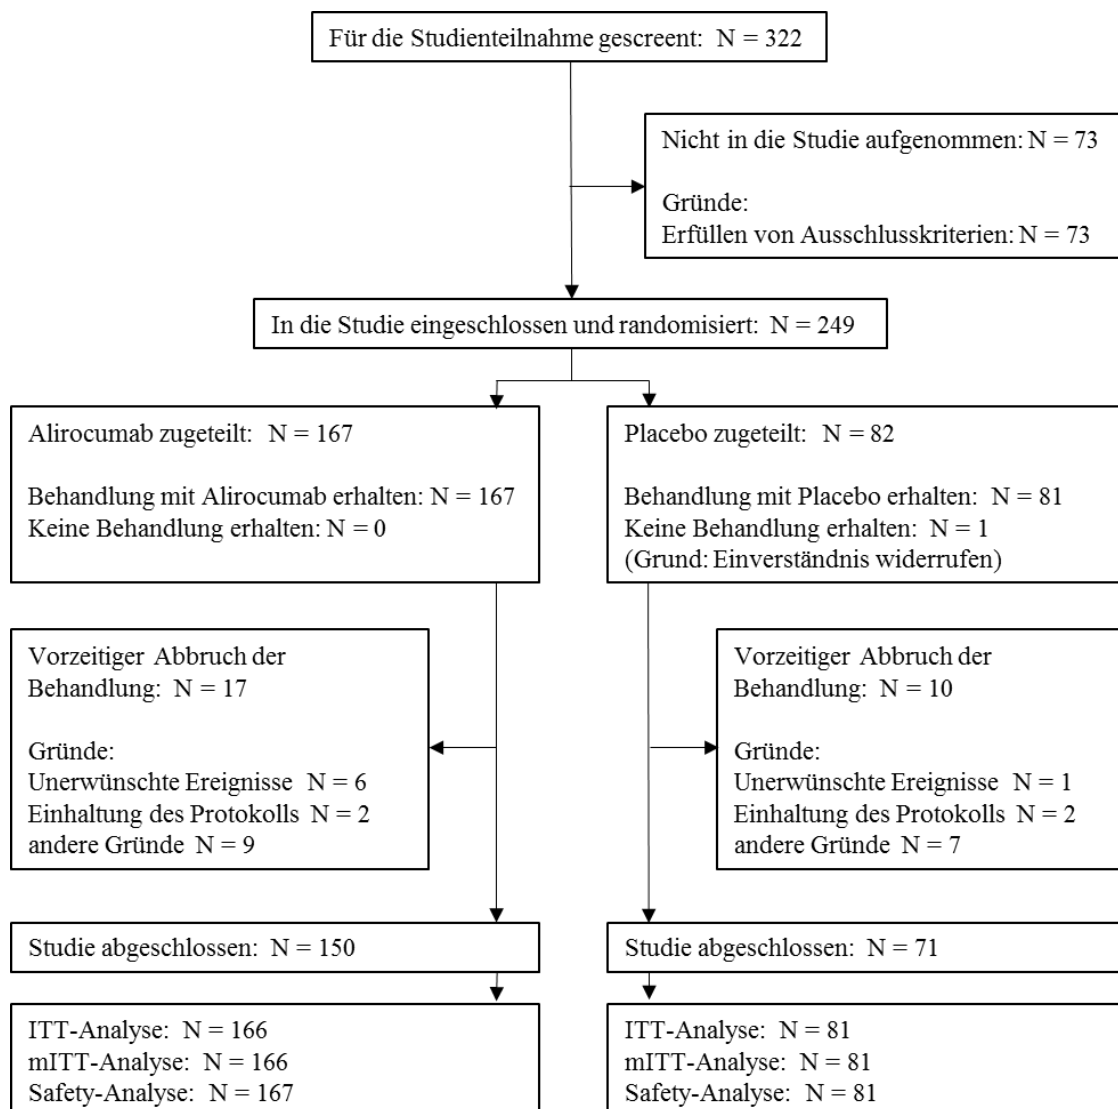 Für die Studienteilnahme gescreent: N = 322
Nicht in die Studie aufgenommen: N = 73
Gründe:
Erfüllen von Ausschlusskriterien: N = 73
In die Studie eingeschlossen und randomisiert: N = 249
Alirocumab zugeteilt: N = 167
Behandlung mit Alirocumab erhalten: N = 167
Keine Behandlung erhalten: N = 0
Placebo zugeteilt: N = 82
Behandlung mit Placebo erhalten: N = 81
Keine Behandlung erhalten: N = 1
(Grund: Einverständnis widerrufen)
Vorzeitiger Abbruch der
Behandlung: N = 17
Gründe:
Unerwünschte Ereignisse N = 6
Einhaltung des Protokolls N = 2
andere Gründe N = 9
Vorzeitiger Abbruch der
Behandlung: N = 10
Gründe:
Unerwünschte Ereignisse N = 1
Einhaltung des Protokolls N = 2
andere Gründe N = 7
Studie abgeschlossen: N = 150
Studie abgeschlossen: N = 71
ITT-Analyse: N = 166
mITT-Analyse: N = 166
Safety-Analyse: N = 167
ITT-Analyse: N = 81
mITT-Analyse: N = 81
Safety-Analyse: N = 81